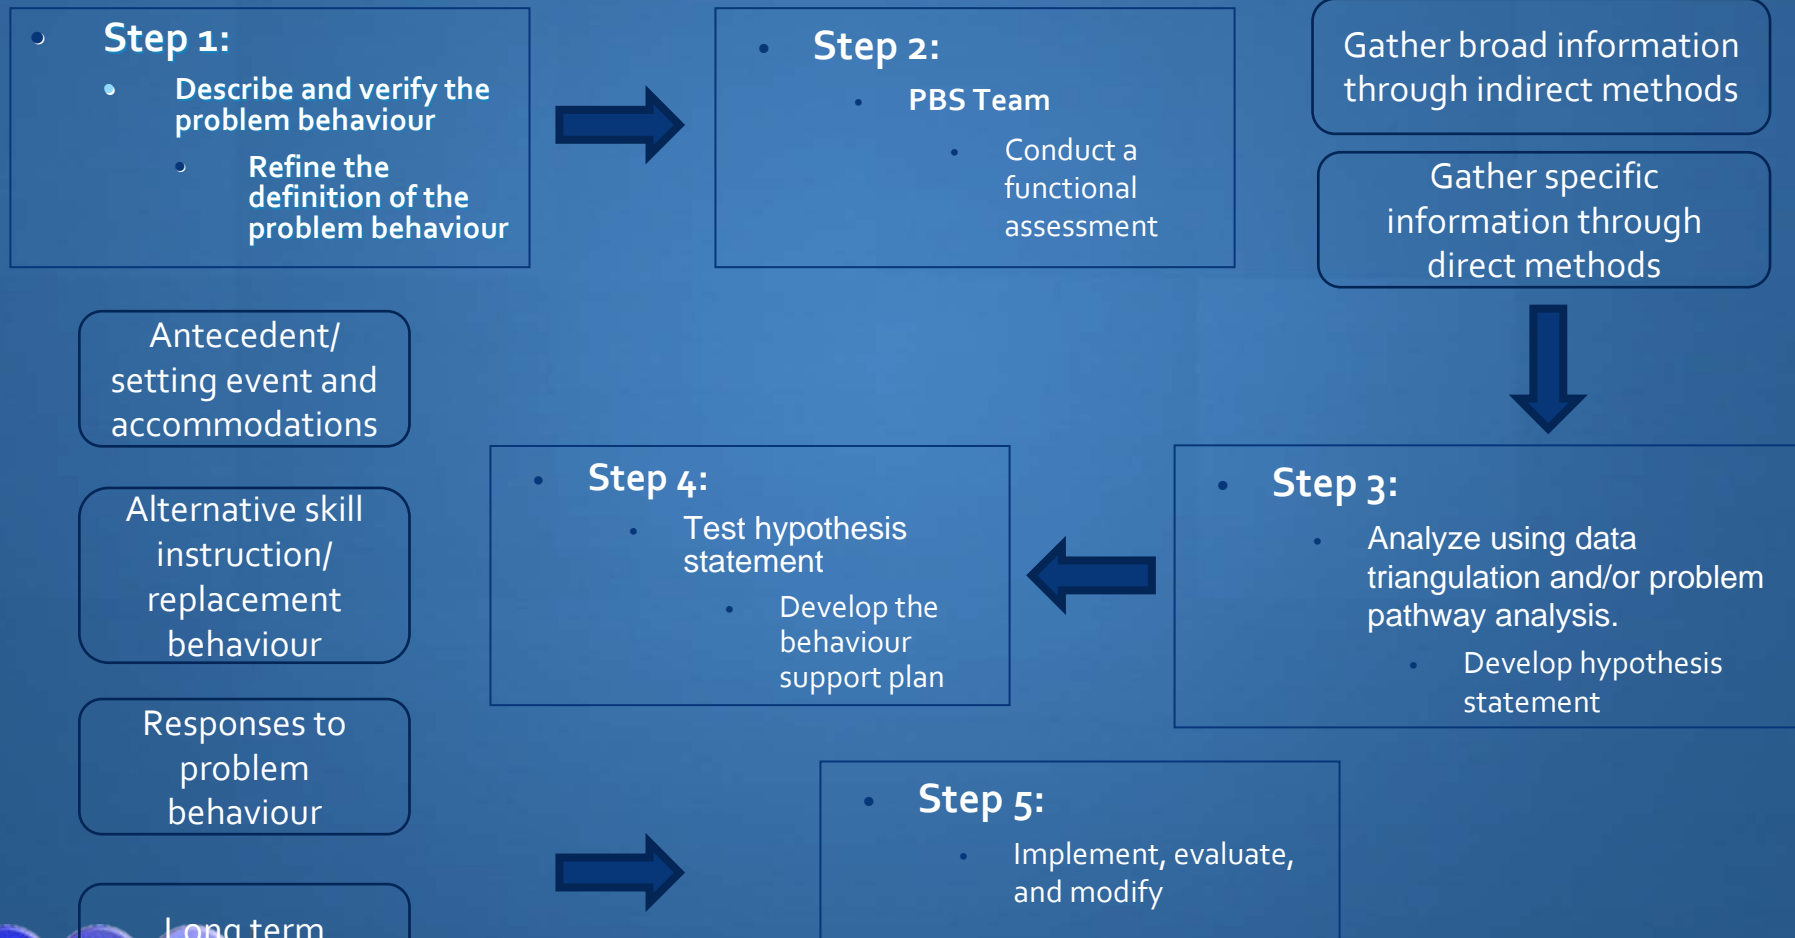 Step 1:
Describe and verify the
problem behaviour
Refine the
definition of the
problem behaviour
Step 2:
PBS Team
Conduct a
functional
assessment
Gather broad information
through indirect methods
Gather specific
information through
direct methods
Step 3:
Analyze using data
triangulation and/or problem
pathway analysis.
Develop hypothesis
statement
Step 4:
Test hypothesis
statement
Develop the
behaviour
support plan
Antecedent/
setting event and
accommodations
Alternative skill
instruction/
replacement
behaviour
Responses to
problem
behaviour
Long term
Step 5:
Implement, evaluate,
and modify